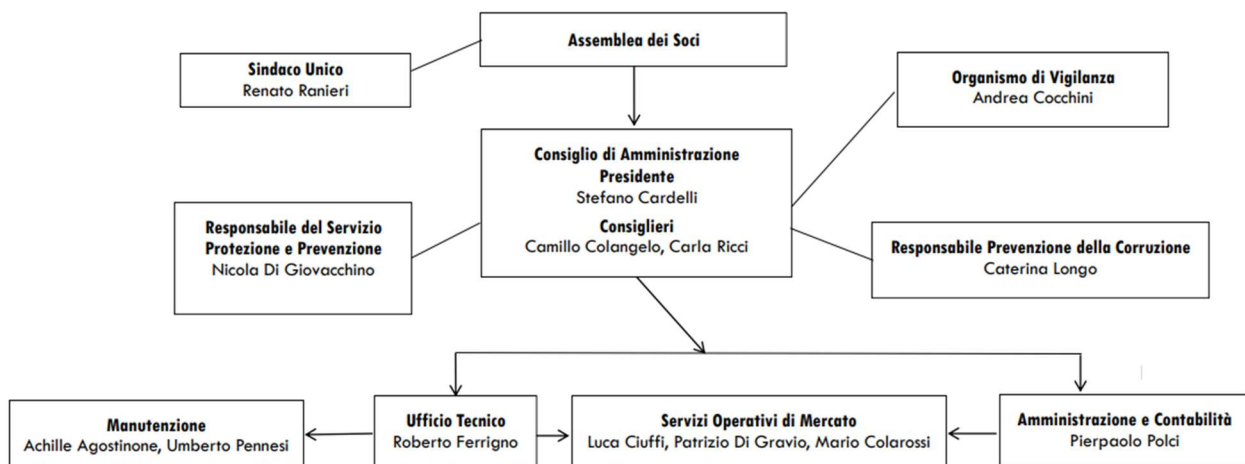 Assemblea dei Soci
Sindaco Unico
Renato Ranieri
Organismo di Vigilanza
Andrea Cocchini
Consiglio di Amministrazione
Presidente
Stefano Cardelli
Consiglieri
Camillo Colangelo, Carla Ricci
Responsabile del Servizio
Protezione e Prevenzione
Nicola Di Giovacchino
Responsabile Prevenzione della Corruzione
Caterina Longo
Manutenzione
Achille Agostinone, Umberto Pennesi
Ufficio Tecnico
Roberto Ferrigno
Servizi Operativi di Mercato
Luca Ciuffi, Patrizio Di Gravio, Mario Colarossi
Amministrazione e Contabilità
Pierpaolo Polci